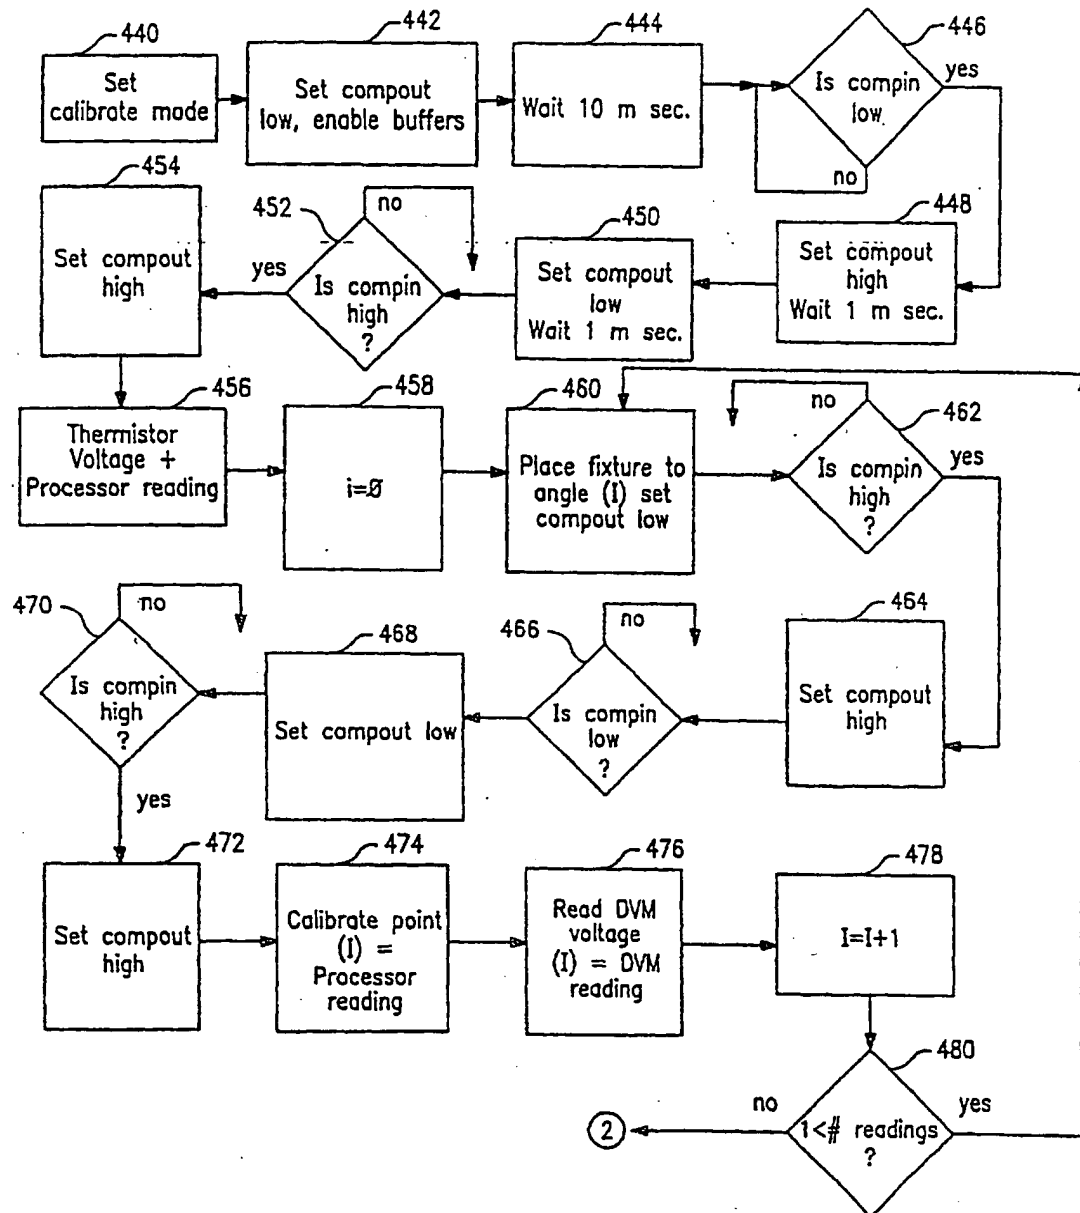 440
Set
calibrate mode
442
Set compout
low, enable buffers
444
Wait 10 m sec.
446
Is compin
low
yes
no
448
Set compout
high
Wait 1 m sec.
450
Set compout
low
Wait 1 m sec.
452
no
Is compin
high
?
yes
454
Set compout
high
456
Thermistor
Voltage +
Processor reading
458
i=Ø
460
Place fixture to
angle (I) set
compout low
462
no
Is compin
high
?
yes
464
Set compout
high
466
no
Is compin
low
?
468
Set compout low
470
no
Is compin
high
?
yes
472
Set compout
high
474
Calibrate point
(I) =
Processor
reading
476
Read DVM
voltage
(I) = DVM
reading
478
I=I+1
480
1<# readings
?
yes
no
2